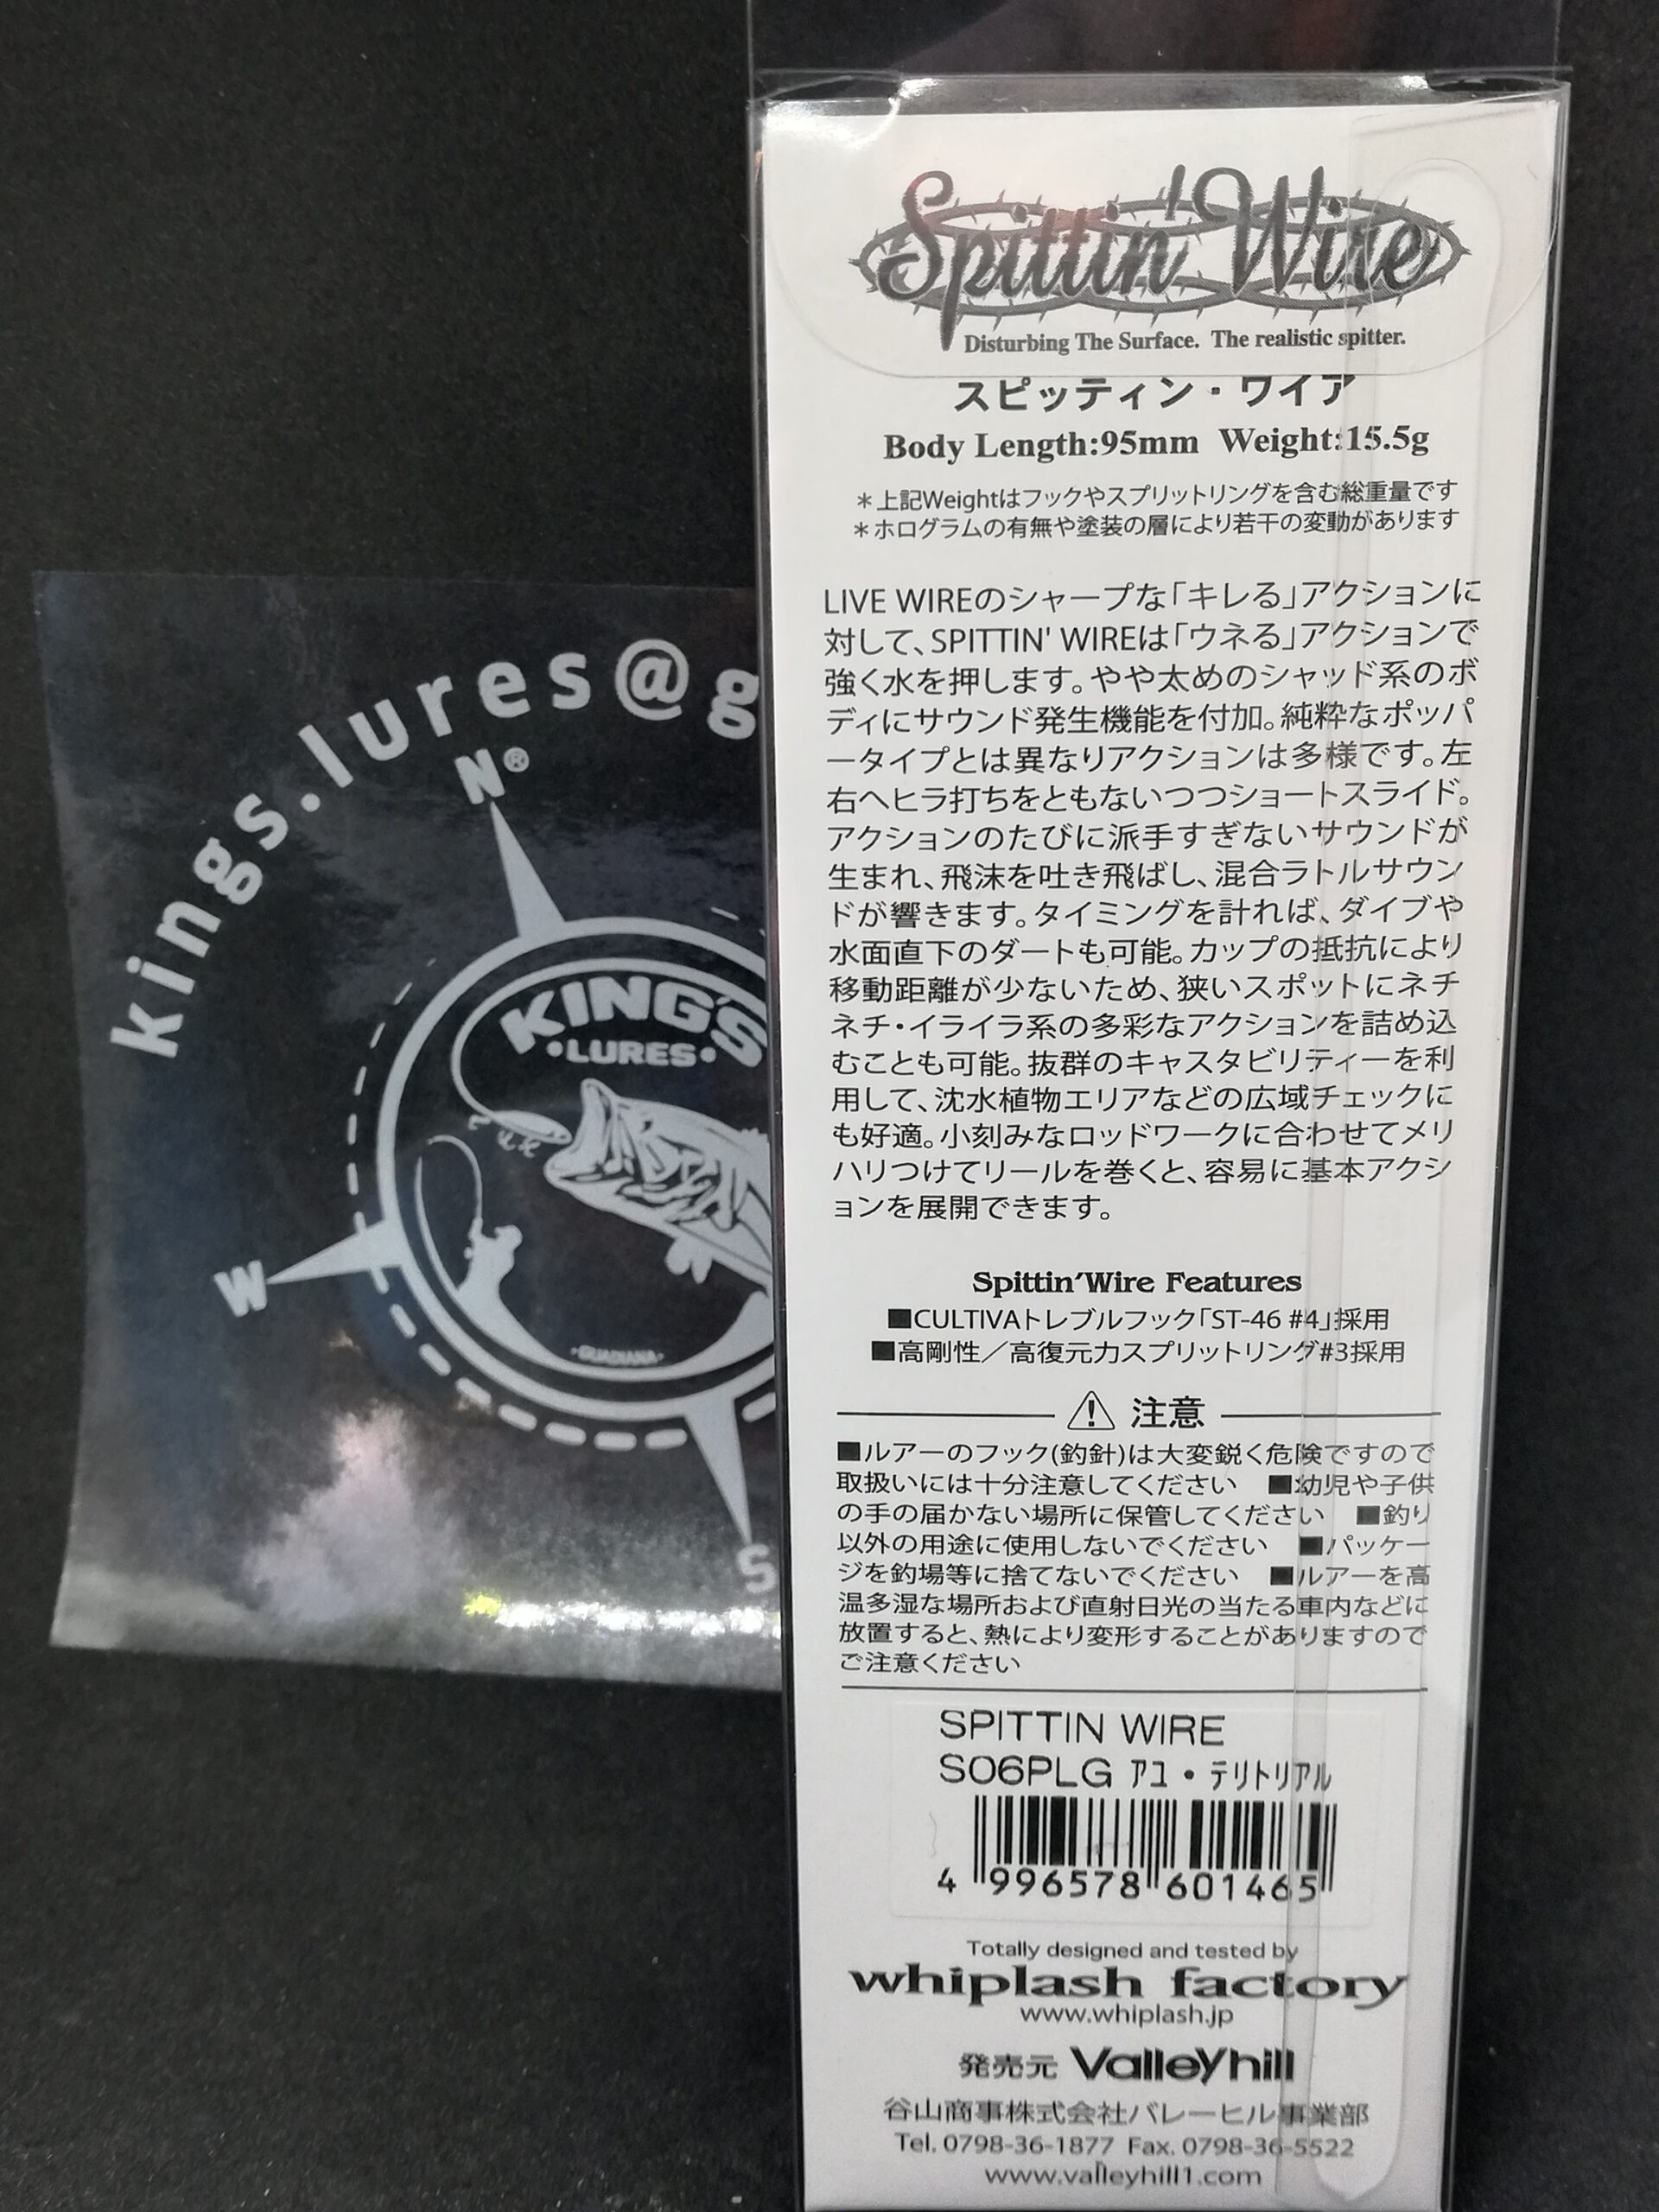 Spittin' Wire
Disturbing The Surface. The realistic spitter.
スピッティン・ワイア
Body Length:95mm Weight:15.5g
＊上記Weightはフックやスプリットリングを含む総重量です
＊ホログラムの有無や塗装の層により若干の変動があります
LIVE WIREのシャープな「キレる」アクションに
対して、SPITTIN' WIREは「ウネる」アクションで
強く水を押します。やや太めのシャッド系のボ
ディにサウンド発生機能を付加。純粋なポッパ
ータイプとは異なりアクションは多様です。左
右へヒラ打ちをともないつつショートスライド。
アクションのたびに派手すぎないサウンドが
生まれ、飛沫を吐き飛ばし、混合ラトルサウン
ドが響きます。タイミングを計れば、ダイブや
水面直下のダートも可能。カップの抵抗により
移動距離が少ないため、狭いスポットにネチ
ネチ・イライラ系の多彩なアクションを詰め込
むことも可能。抜群のキャスタビリティーを利
用して、沈水植物エリアなどの広域チェックに
も好適。小刻みなロッドワークに合わせてメリ
ハリつけてリールを巻くと、容易に基本アクシ
ョンを展開できます。
Spittin'Wire Features
■CULTIVAトレブルフック「ST-46 #4」採用
■高剛性／高復元力スプリットリング#3採用
注意
■ルアーのフック(釣針)は大変鋭く危険ですので
取扱いには十分注意してください ■幼児や子供
の手の届かない場所に保管してください ■釣り
以外の用途に使用しないでください ■パッケー
ジを釣場等に捨てないでください ■ルアーを高
温多湿な場所および直射日光の当たる車内などに
放置すると、熱により変形することがありますので
ご注意ください
SPITTIN WIRE
S06PLG アユ・テリトリアル
4 996578 601465
Totally designed and tested by
whiplash factory
www.whiplash.jp
発売元 Valleyhill
谷山商事株式会社バレーヒル事業部
Tel. 0798-36-1877 Fax. 0798-36-5522
www.valleyhill1.com
kings.lures@g
N®
KING'S
•LURES•
W
•GUADIANA•
S